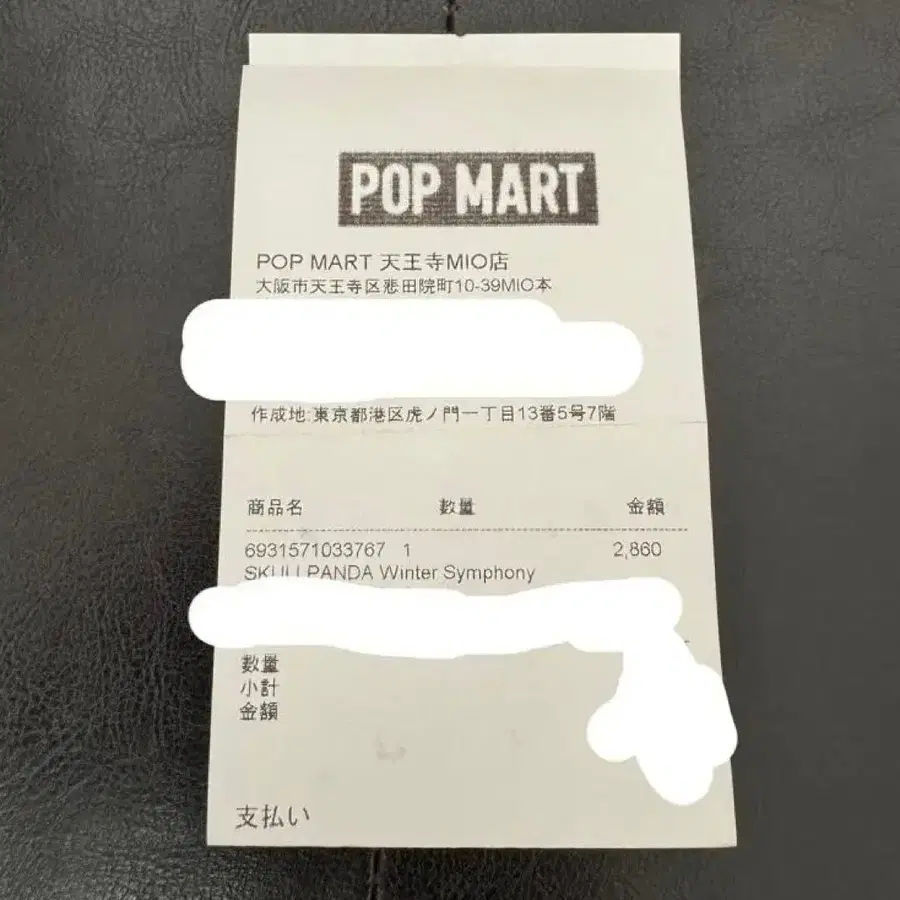 POP MART
POP MART 天王寺MIO店
大阪市天王寺区悲田院町10-39MIO本
作成地:東京都港区虎ノ門一丁目13番5号7階
商品名 数量 金額
6931571033767 1 2,860
SKULLPANDA Winter Symphony
数量
小計
金額
支払い